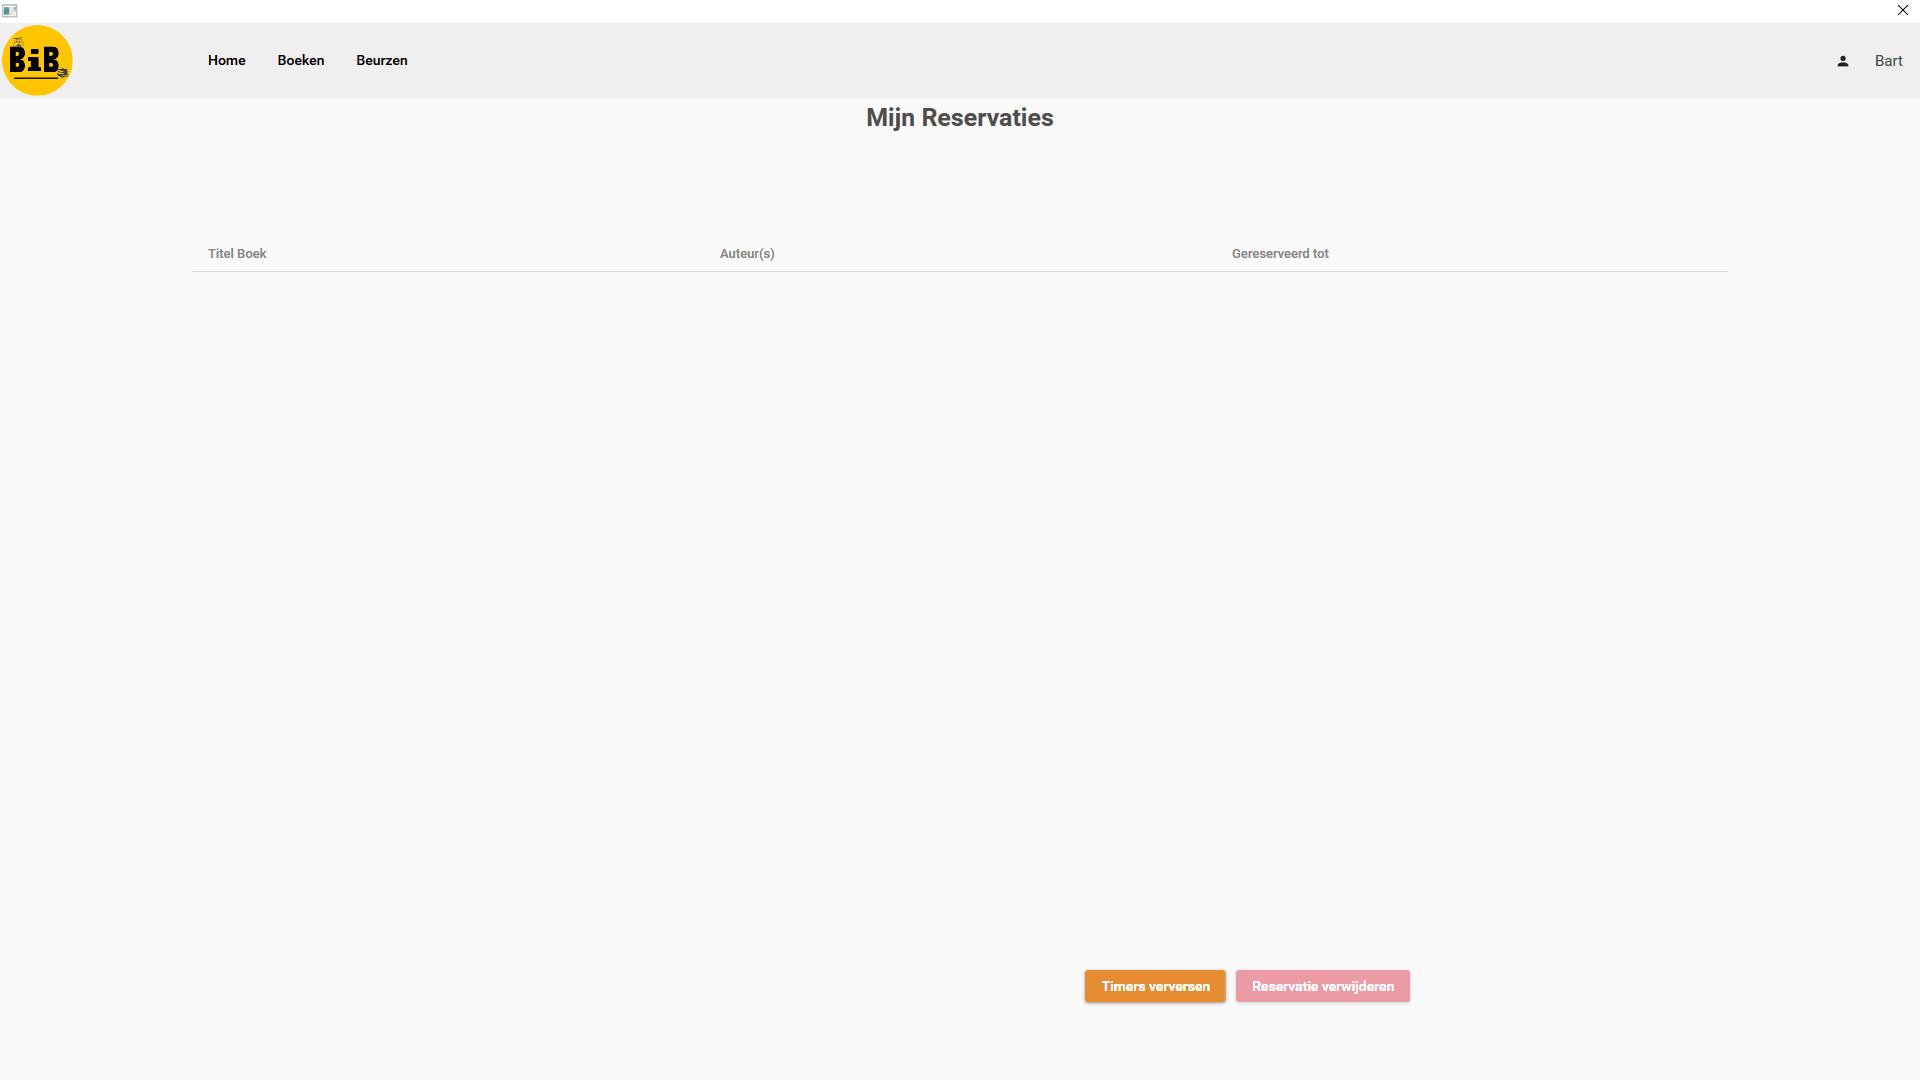 BiB
Home Boeken Beurzen Bart
Mijn Reservaties
Titel Boek Auteur(s) Gereserveerd tot
Timers verversen Reservatie verwijderen